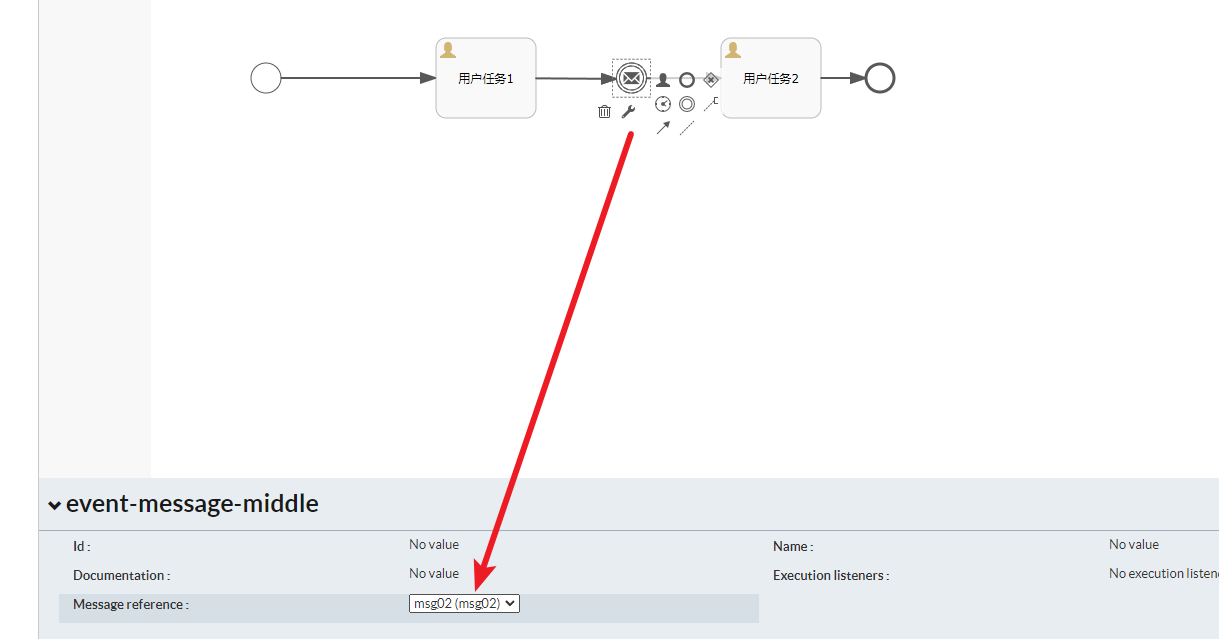 用户任务1
用户任务2
event-message-middle
Id :
No value
Name :
No value
Documentation :
No value
Execution listeners :
No execution listen
Message reference :
msg02 (msg02)